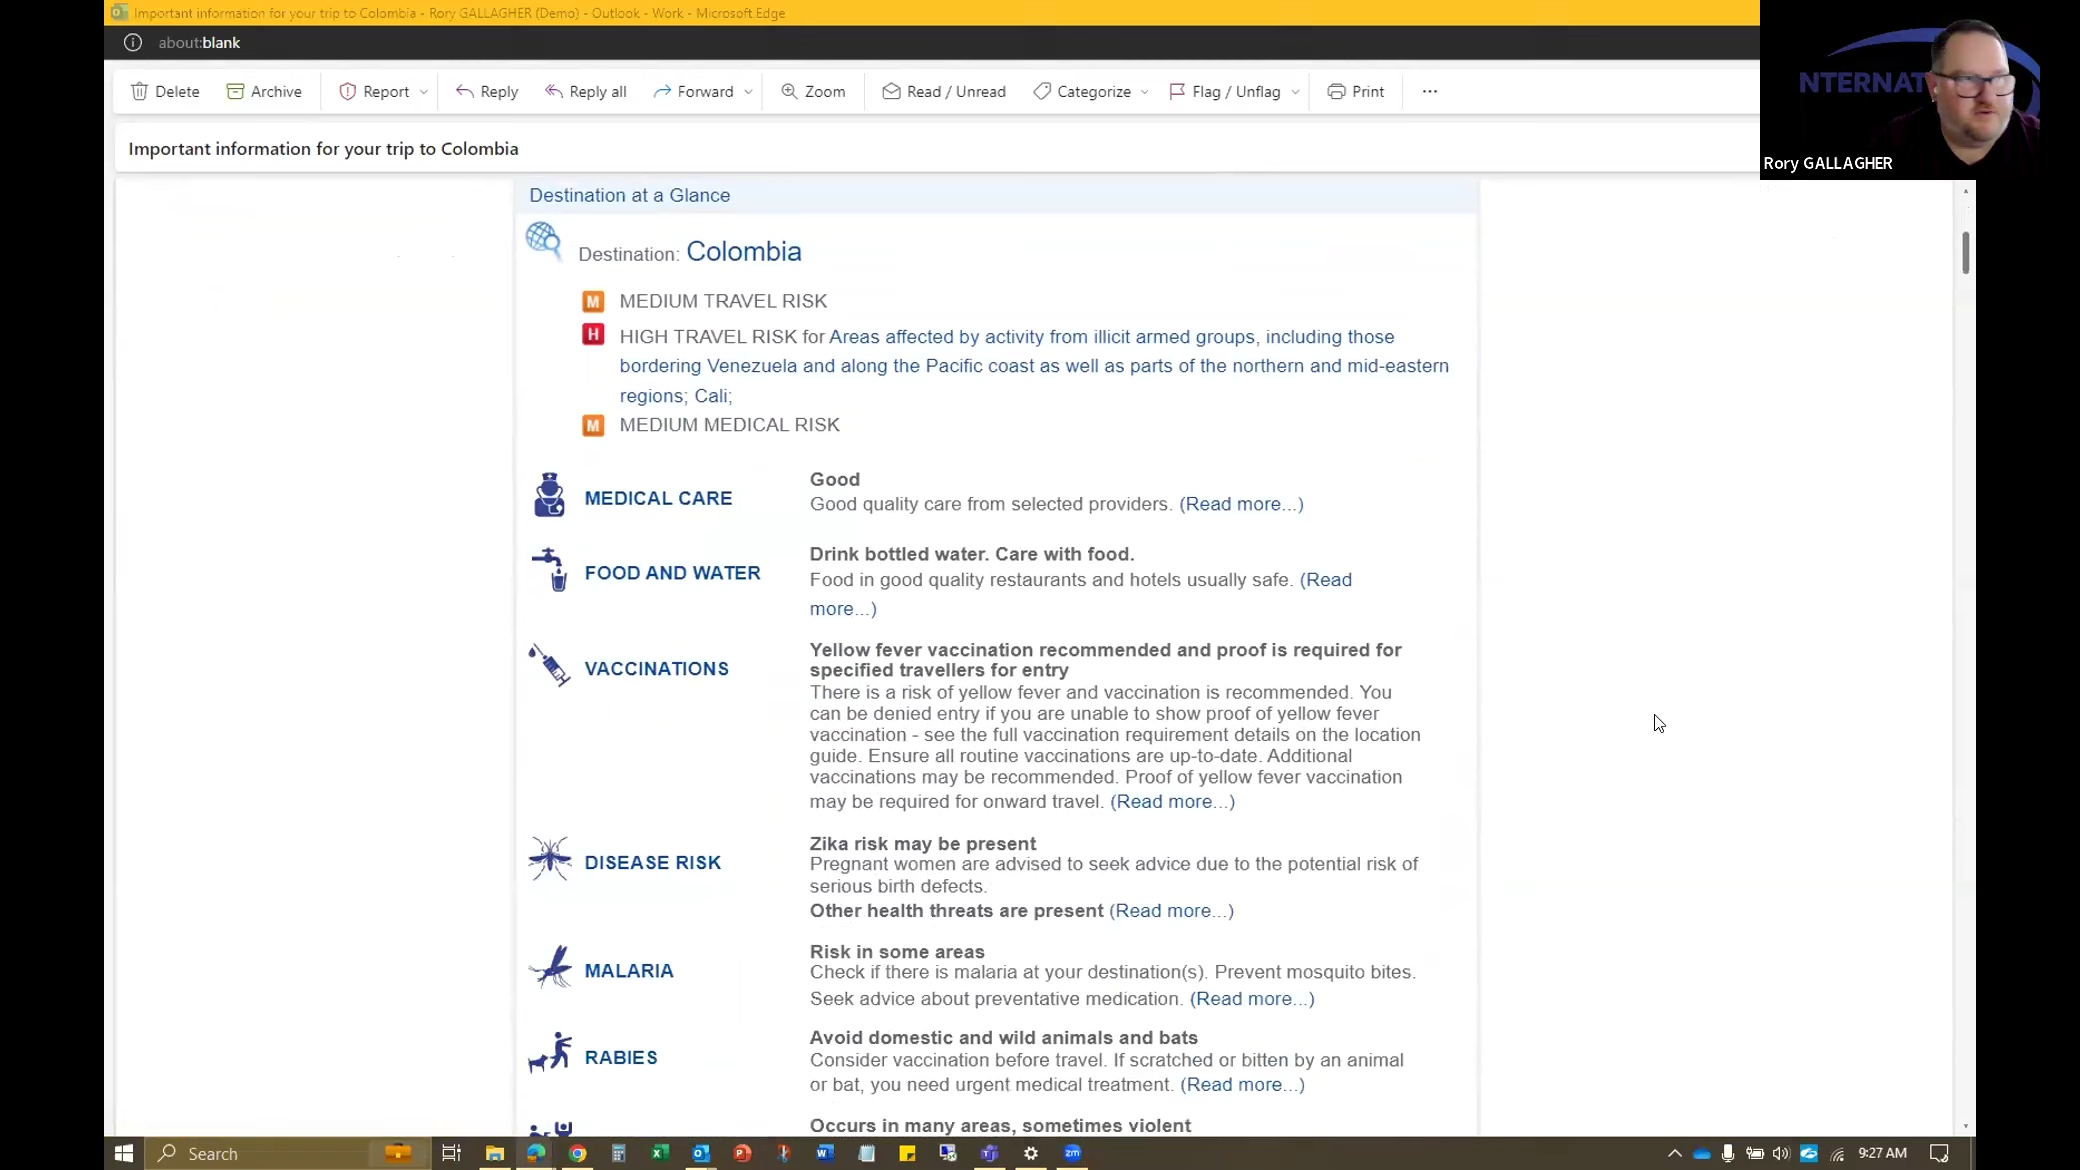 Important information for your trip to Colombia - Rory GALLAGHER (Demo) - Outlook - Work - Microsoft Edge
about:blank
Delete Archive Report Reply Reply all Forward Zoom Read / Unread Categorize Flag / Unflag Print ...
NTERNAT
Rory GALLAGHER
Important information for your trip to Colombia
Destination at a Glance
Destination: Colombia
M MEDIUM TRAVEL RISK
H HIGH TRAVEL RISK for Areas affected by activity from illicit armed groups, including those
bordering Venezuela and along the Pacific coast as well as parts of the northern and mid-eastern
regions; Cali;
M MEDIUM MEDICAL RISK
MEDICAL CARE
Good
Good quality care from selected providers. (Read more...)
FOOD AND WATER
Drink bottled water. Care with food.
Food in good quality restaurants and hotels usually safe. (Read
more...)
VACCINATIONS
Yellow fever vaccination recommended and proof is required for
specified travellers for entry
There is a risk of yellow fever and vaccination is recommended. You
can be denied entry if you are unable to show proof of yellow fever
vaccination - see the full vaccination requirement details on the location
guide. Ensure all routine vaccinations are up-to-date. Additional
vaccinations may be recommended. Proof of yellow fever vaccination
may be required for onward travel. (Read more...)
DISEASE RISK
Zika risk may be present
Pregnant women are advised to seek advice due to the potential risk of
serious birth defects.
Other health threats are present (Read more...)
MALARIA
Risk in some areas
Check if there is malaria at your destination(s). Prevent mosquito bites.
Seek advice about preventative medication. (Read more...)
RABIES
Avoid domestic and wild animals and bats
Consider vaccination before travel. If scratched or bitten by an animal
or bat, you need urgent medical treatment. (Read more...)
Occurs in many areas, sometimes violent
Search
zm
9:27 AM